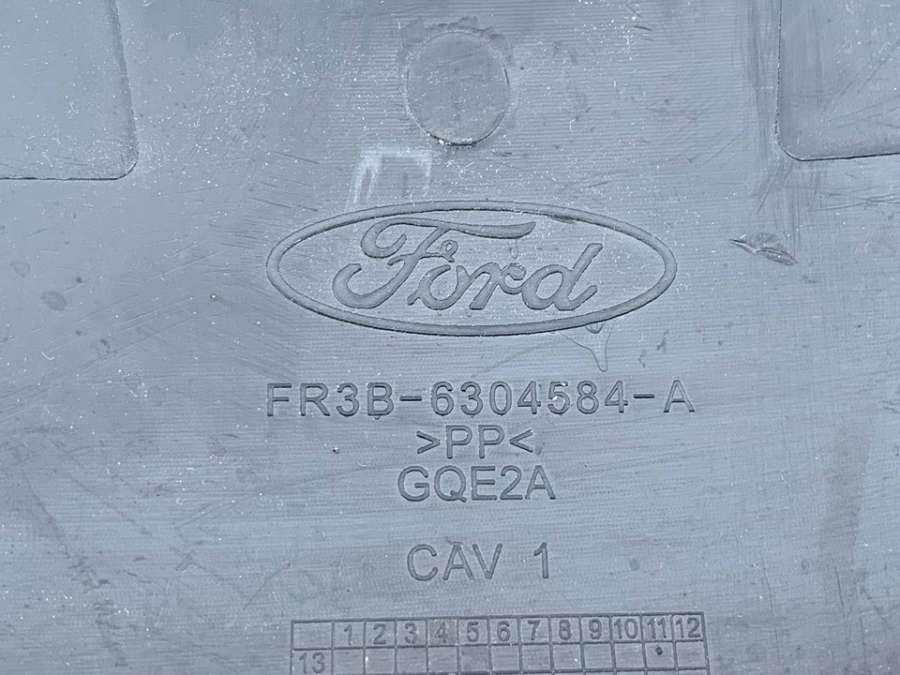 Ford
FR3B-6304584-A
>PP<
GQE2A
CAV 1
1 2 3 4 5 6 7 8 9 10 11 12
13